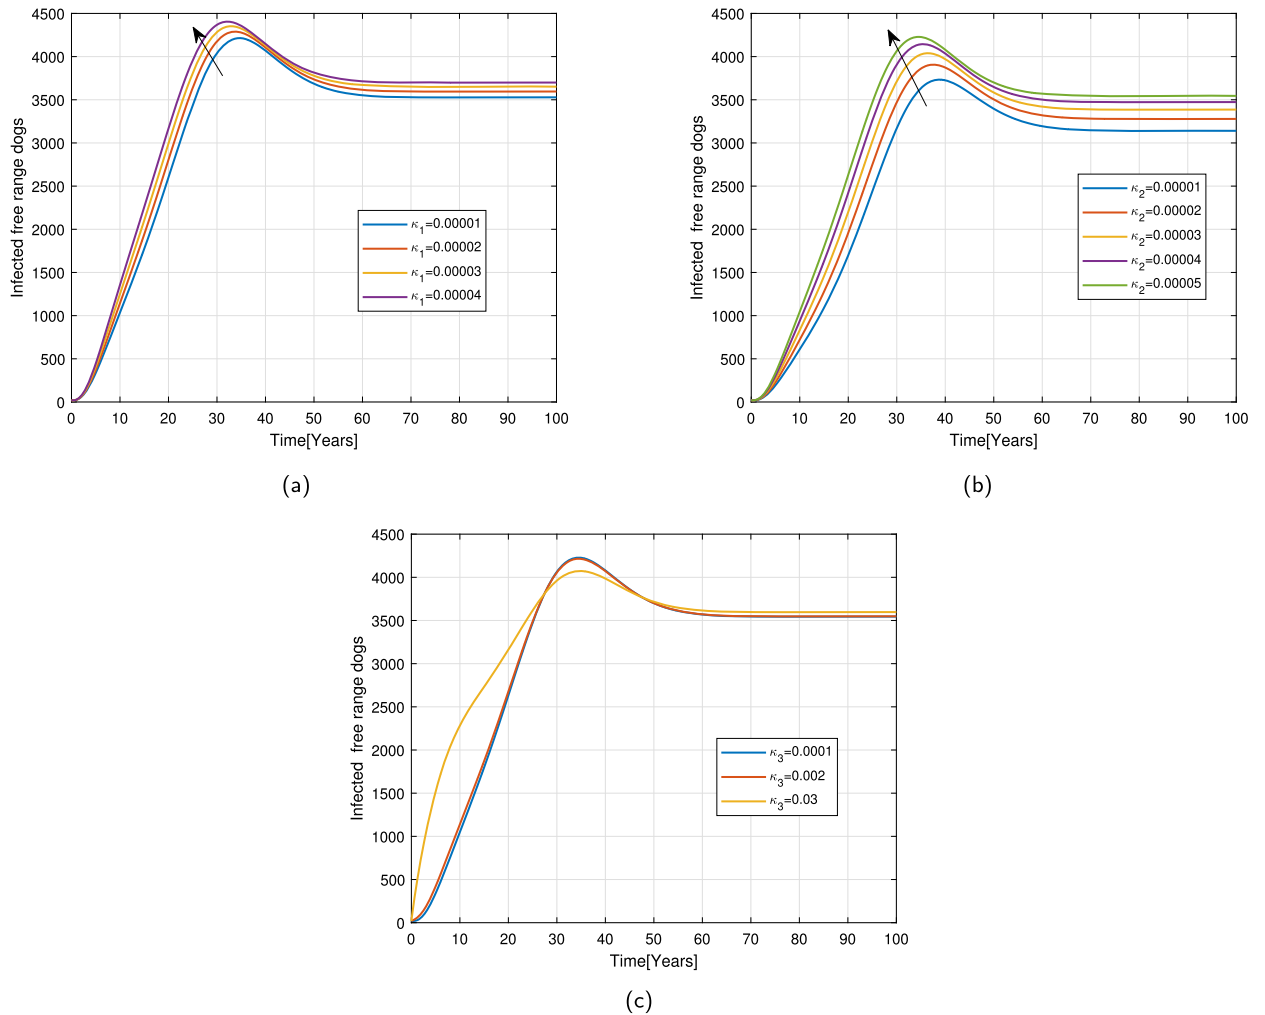 4500
4000
3500
3000
2500
2000
1500
1000
500
0
Infected free range dogs
κ1=0.00001
κ1=0.00002
κ1=0.00003
κ1=0.00004
0 10 20 30 40 50 60 70 80 90 100
Time[Years]
(a)
4500
4000
3500
3000
2500
2000
1500
1000
500
0
Infected free range dogs
κ2=0.00001
κ2=0.00002
κ2=0.00003
κ2=0.00004
κ2=0.00005
0 10 20 30 40 50 60 70 80 90 100
Time[Years]
(b)
4500
4000
3500
3000
2500
2000
1500
1000
500
0
Infected free range dogs
κ3=0.0001
κ3=0.002
κ3=0.03
0 10 20 30 40 50 60 70 80 90 100
Time[Years]
(c)